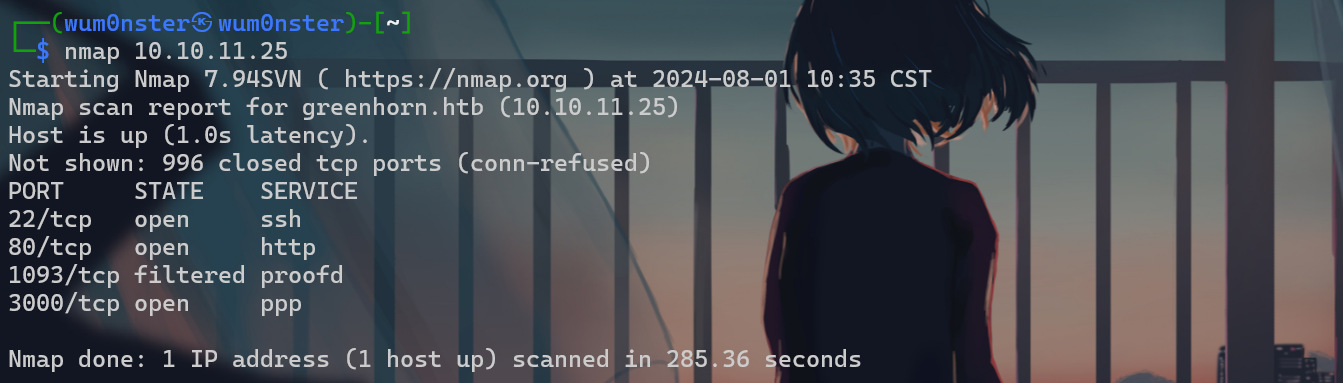 (wum0nster㉿wum0nster)-[~]
$ nmap 10.10.11.25
Starting Nmap 7.94SVN ( https://nmap.org ) at 2024-08-01 10:35 CST
Nmap scan report for greenhorn.htb (10.10.11.25)
Host is up (1.0s latency).
Not shown: 996 closed tcp ports (conn-refused)
PORT     STATE    SERVICE
22/tcp   open     ssh
80/tcp   open     http
1093/tcp filtered proofd
3000/tcp open     ppp
Nmap done: 1 IP address (1 host up) scanned in 285.36 seconds